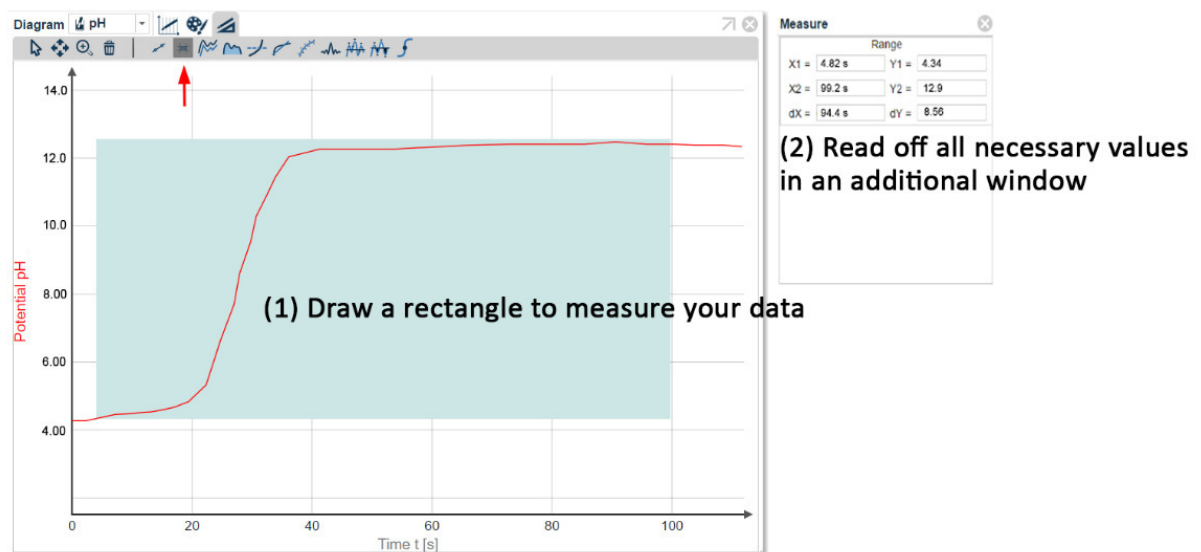 Diagram pH
14.0
12.0
10.0
8.00
6.00
4.00
Potential pH
0 20 40 60 80 100
Time t [s]
(1) Draw a rectangle to measure your data
Measure
Range
X1 = 4.82 s Y1 = 4.34
X2 = 99.2 s Y2 = 12.9
dX = 94.4 s dY = 8.56
(2) Read off all necessary values
in an additional window